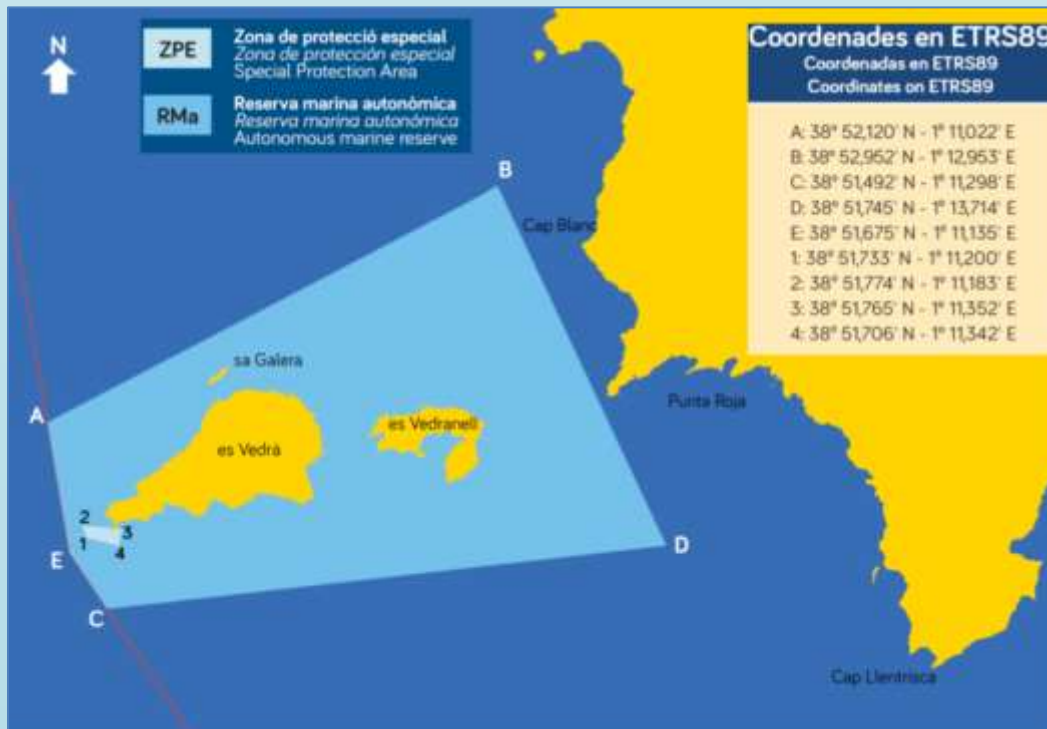 N
ZPE
Zona de protecció especial
Zona de protección especial
Special Protection Area
RMa
Reserva marina autonòmica
Reserva marina autonómica
Autonomous marine reserve
Coordenades en ETRS89
Coordenadas en ETRS89
Coordinates on ETRS89
A: 38° 52,120' N - 1° 11,022' E
B: 38° 52,952' N - 1° 12,953' E
C: 38° 51,492' N - 1° 11,298' E
D: 38° 51,745' N - 1° 13,714' E
E: 38° 51,675' N - 1° 11,135' E
1: 38° 51,733' N - 1° 11,200' E
2: 38° 51,774' N - 1° 11,183' E
3: 38° 51,765' N - 1° 11,352' E
4: 38° 51,706' N - 1° 11,342' E
B
Cap Blanc
sa Galera
A
Punta Roja
es Vedranell
es Vedrà
2
3
1
4
E
D
C
Cap Llentrisca